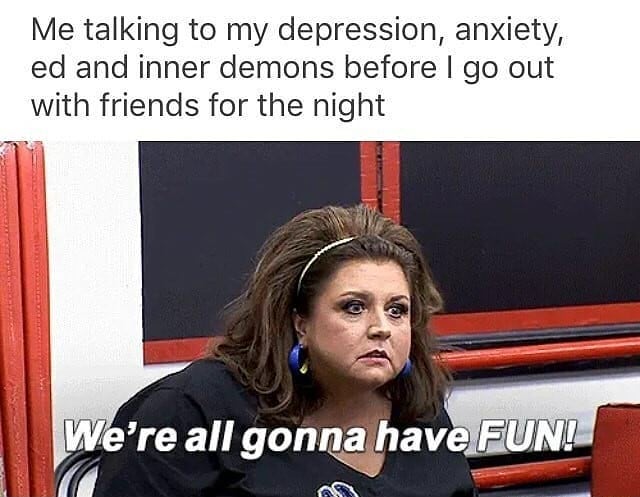 Me talking to my depression, anxiety,
ed and inner demons before I go out
with friends for the night
We're all gonna have FUN!